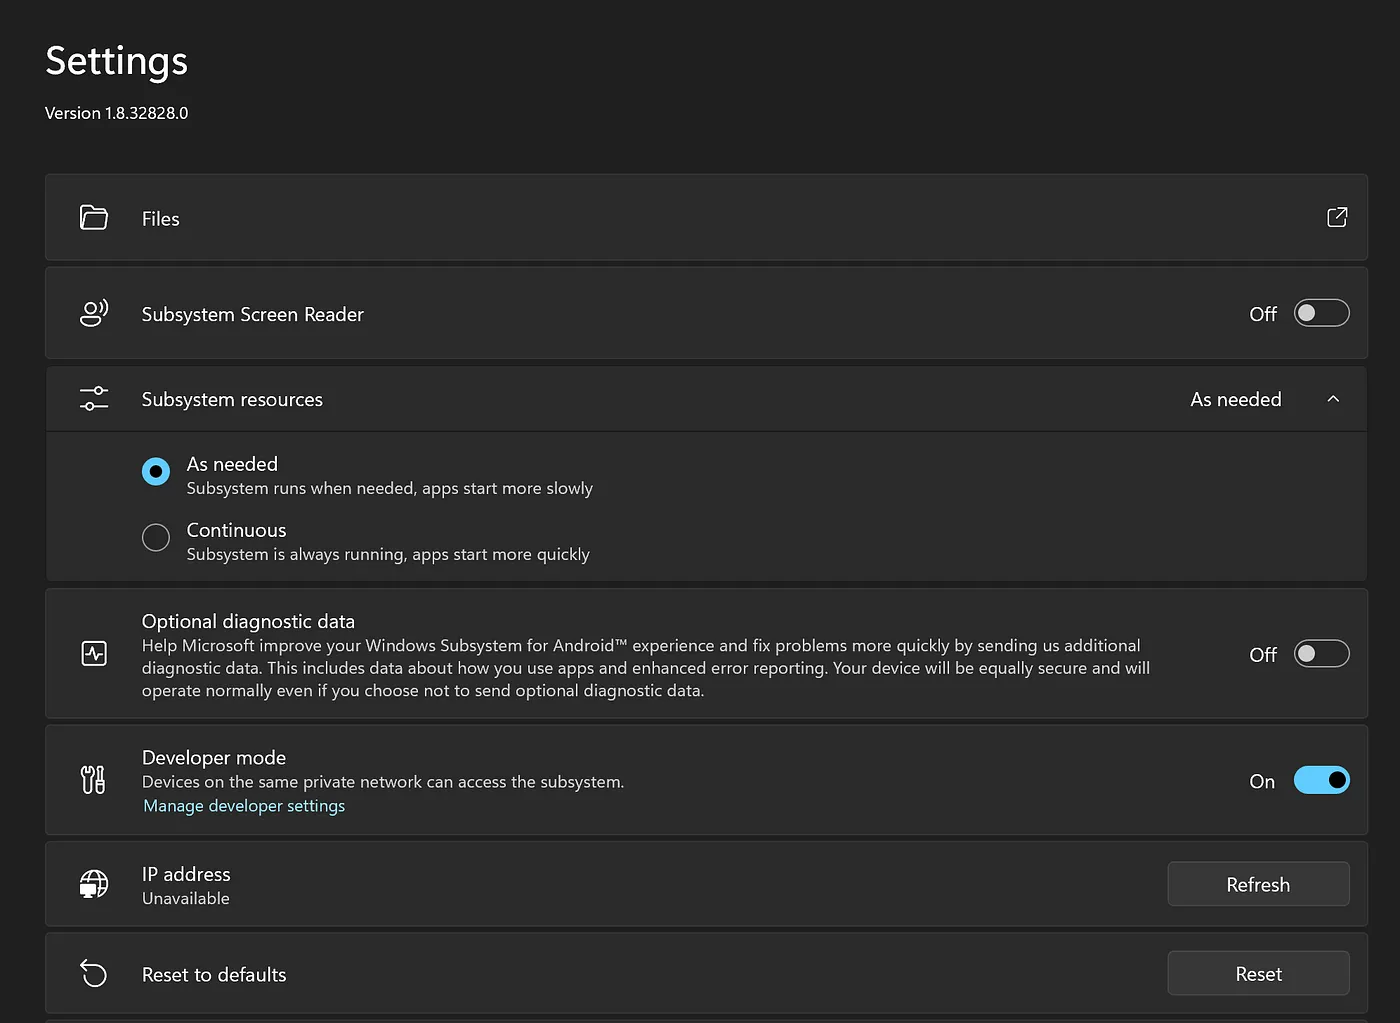 Settings
Version 1.8.32828.0
Files
Subsystem Screen Reader
Off
Subsystem resources
As needed
As needed
Subsystem runs when needed, apps start more slowly
Continuous
Subsystem is always running, apps start more quickly
Optional diagnostic data
Help Microsoft improve your Windows Subsystem for Android™ experience and fix problems more quickly by sending us additional
diagnostic data. This includes data about how you use apps and enhanced error reporting. Your device will be equally secure and will
operate normally even if you choose not to send optional diagnostic data.
Off
Developer mode
Devices on the same private network can access the subsystem.
Manage developer settings
On
IP address
Unavailable
Refresh
Reset to defaults
Reset